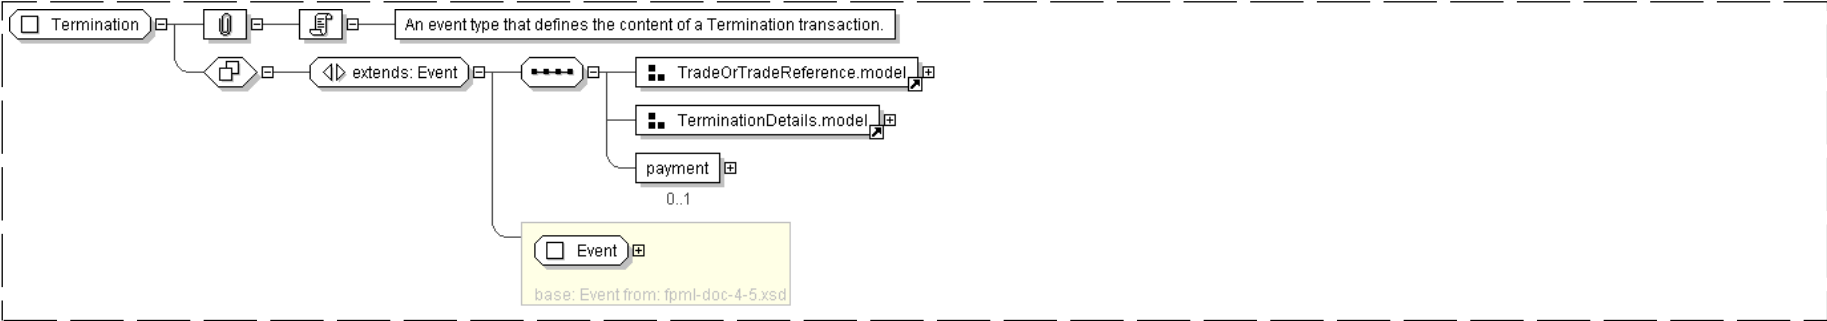 Termination
An event type that defines the content of a Termination transaction.
extends: Event
TradeOrTradeReference.model
TerminationDetails.model
payment
0..1
Event
base: Event from: fpml-doc-4-5.xsd